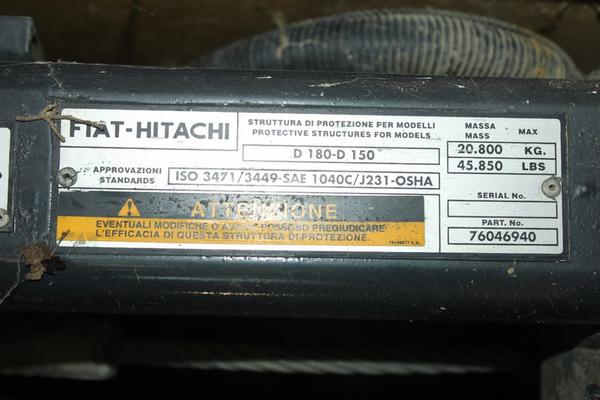 FIAT-HITACHI
STRUTTURA DI PROTEZIONE PER MODELLI
PROTECTIVE STRUCTURES FOR MODELS
D 180-D 150
MASSA MAX
MASS
20.800 KG.
45.850 LBS
APPROVAZIONI
STANDARDS
ISO 3471/3449-SAE 1040C/J231-OSHA
SERIAL No.
PART. No.
76046940
ATTENZIONE
EVENTUALI MODIFICHE O POSSONO PREGIUDICARE
L'EFFICACIA DI QUESTA STRUTTURA DI PROTEZIONE.